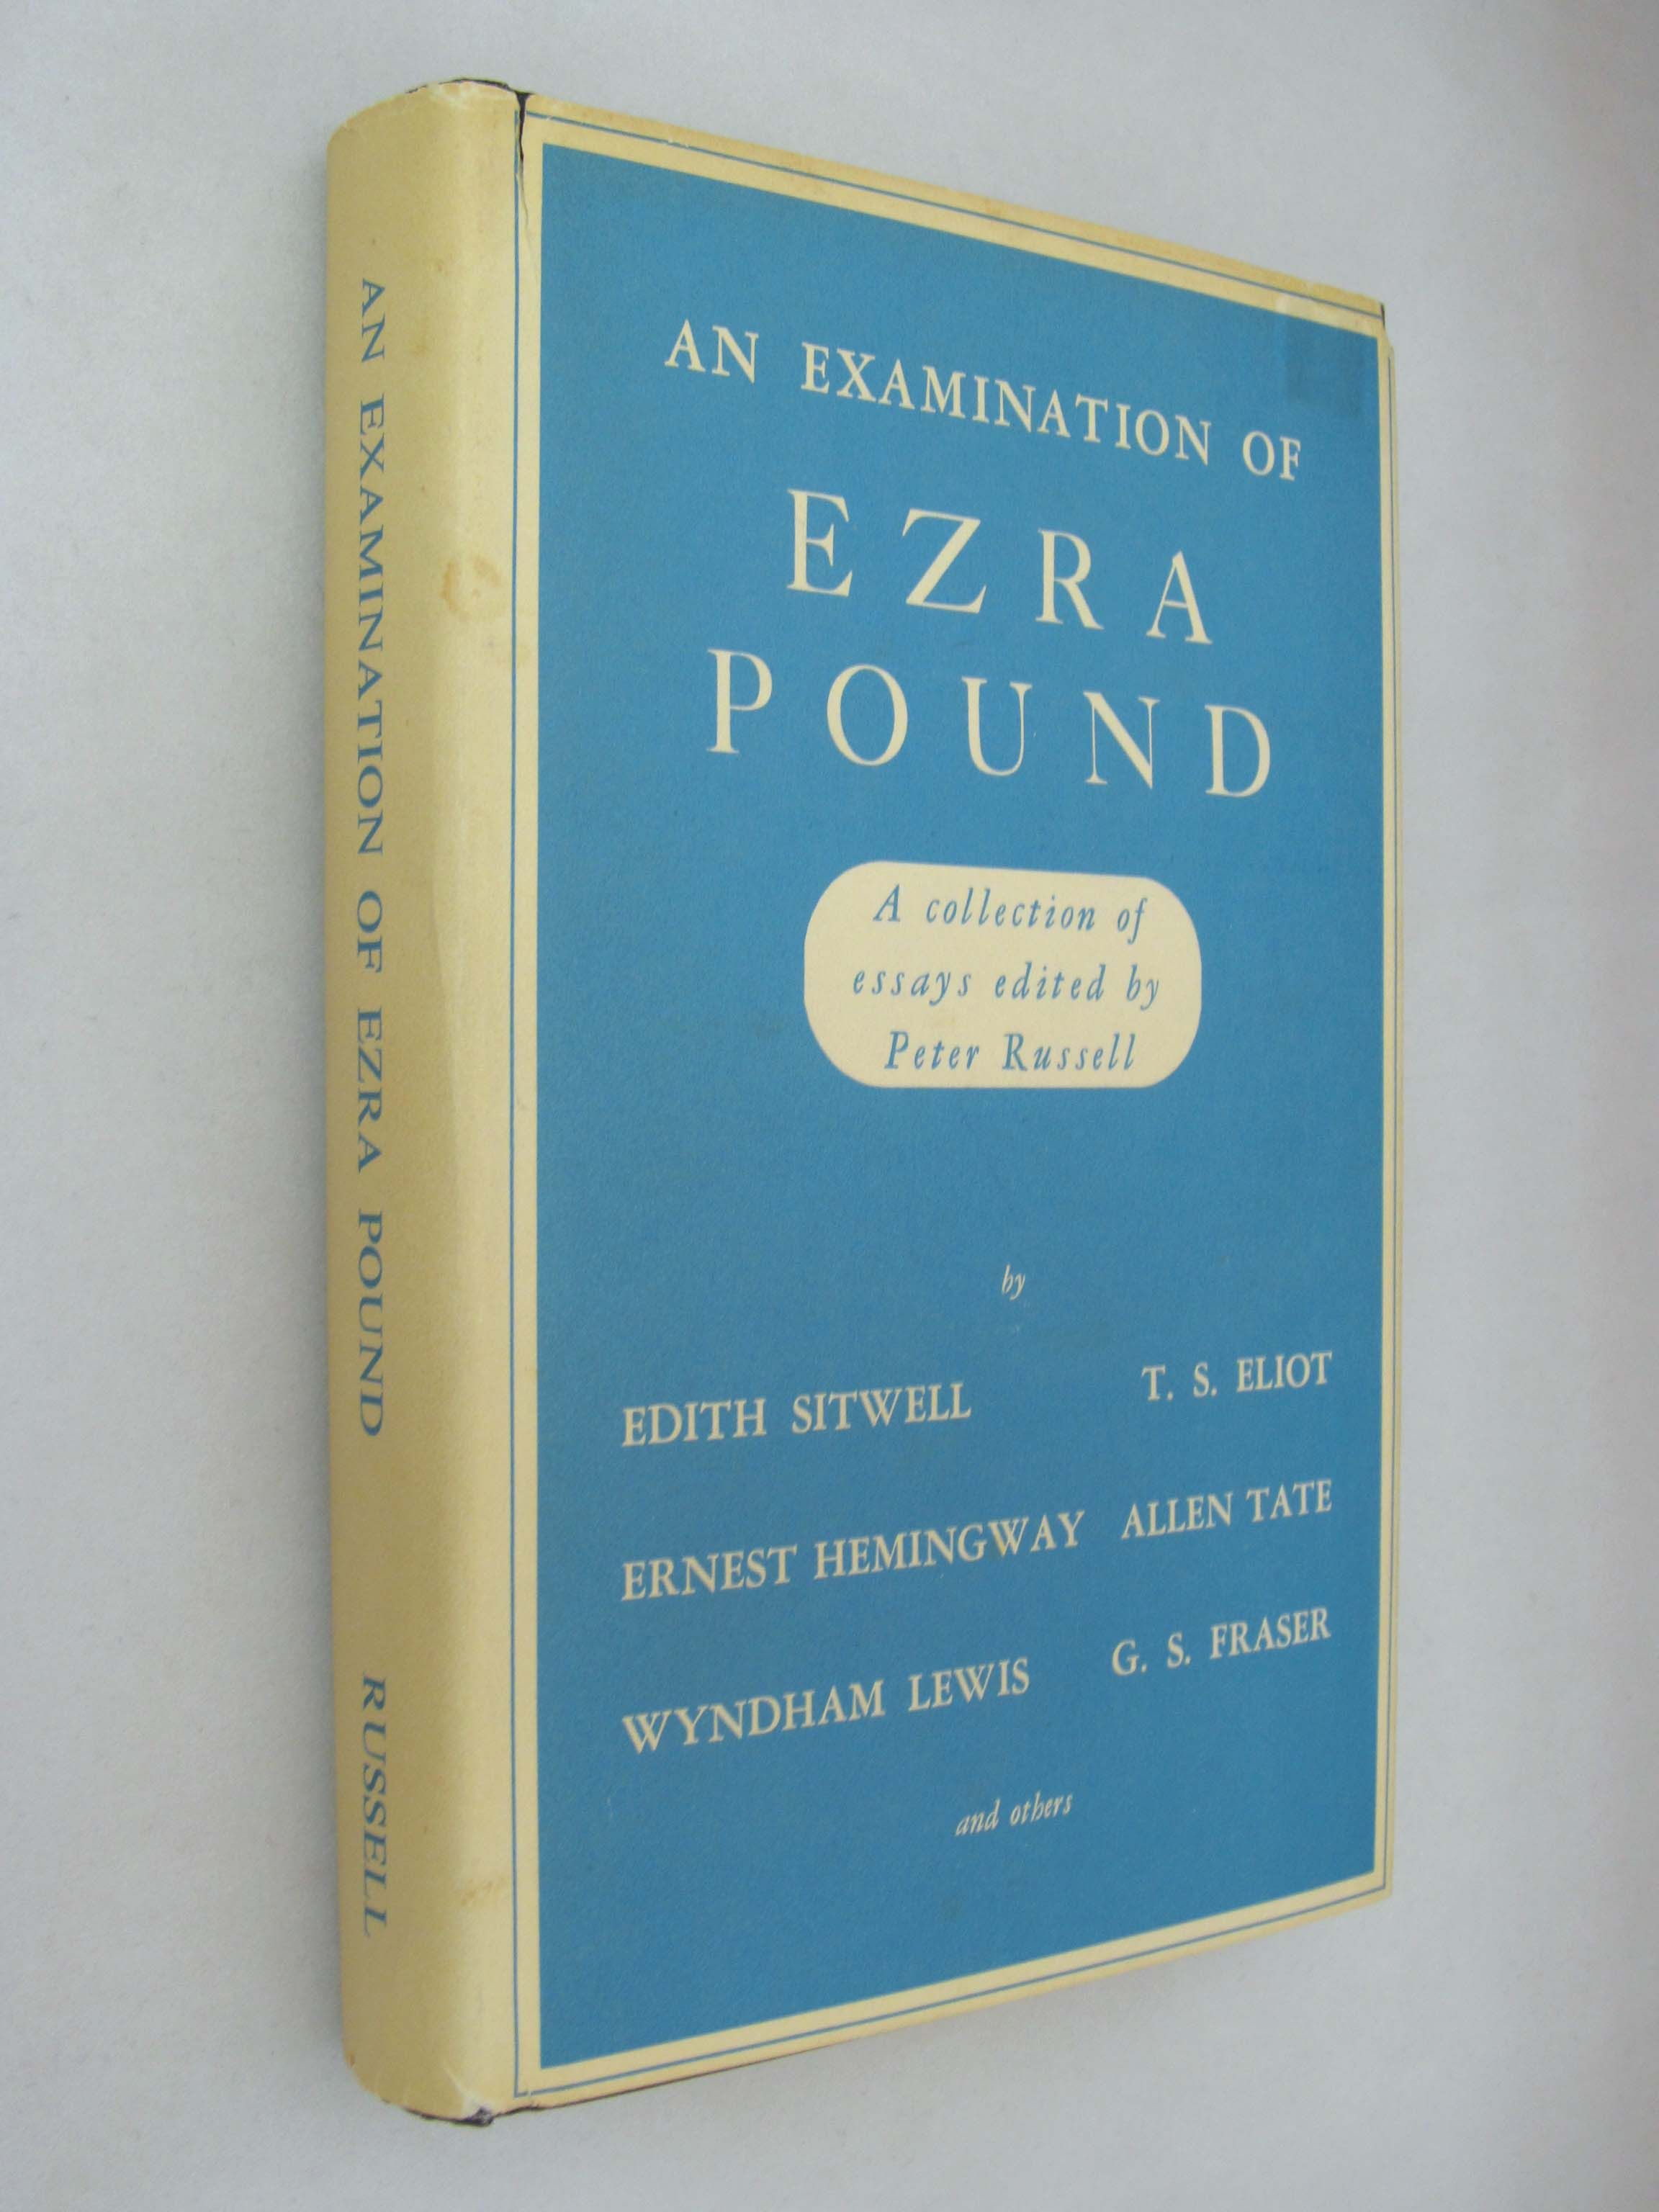 AN EXAMINATION OF EZRA POUND RUSSELL
AN EXAMINATION OF
EZRA
POUND
A collection of
essays edited by
Peter Russell
by
EDITH SITWELL T. S. ELIOT
ERNEST HEMINGWAY ALLEN TATE
WYNDHAM LEWIS G. S. FRASER
and others